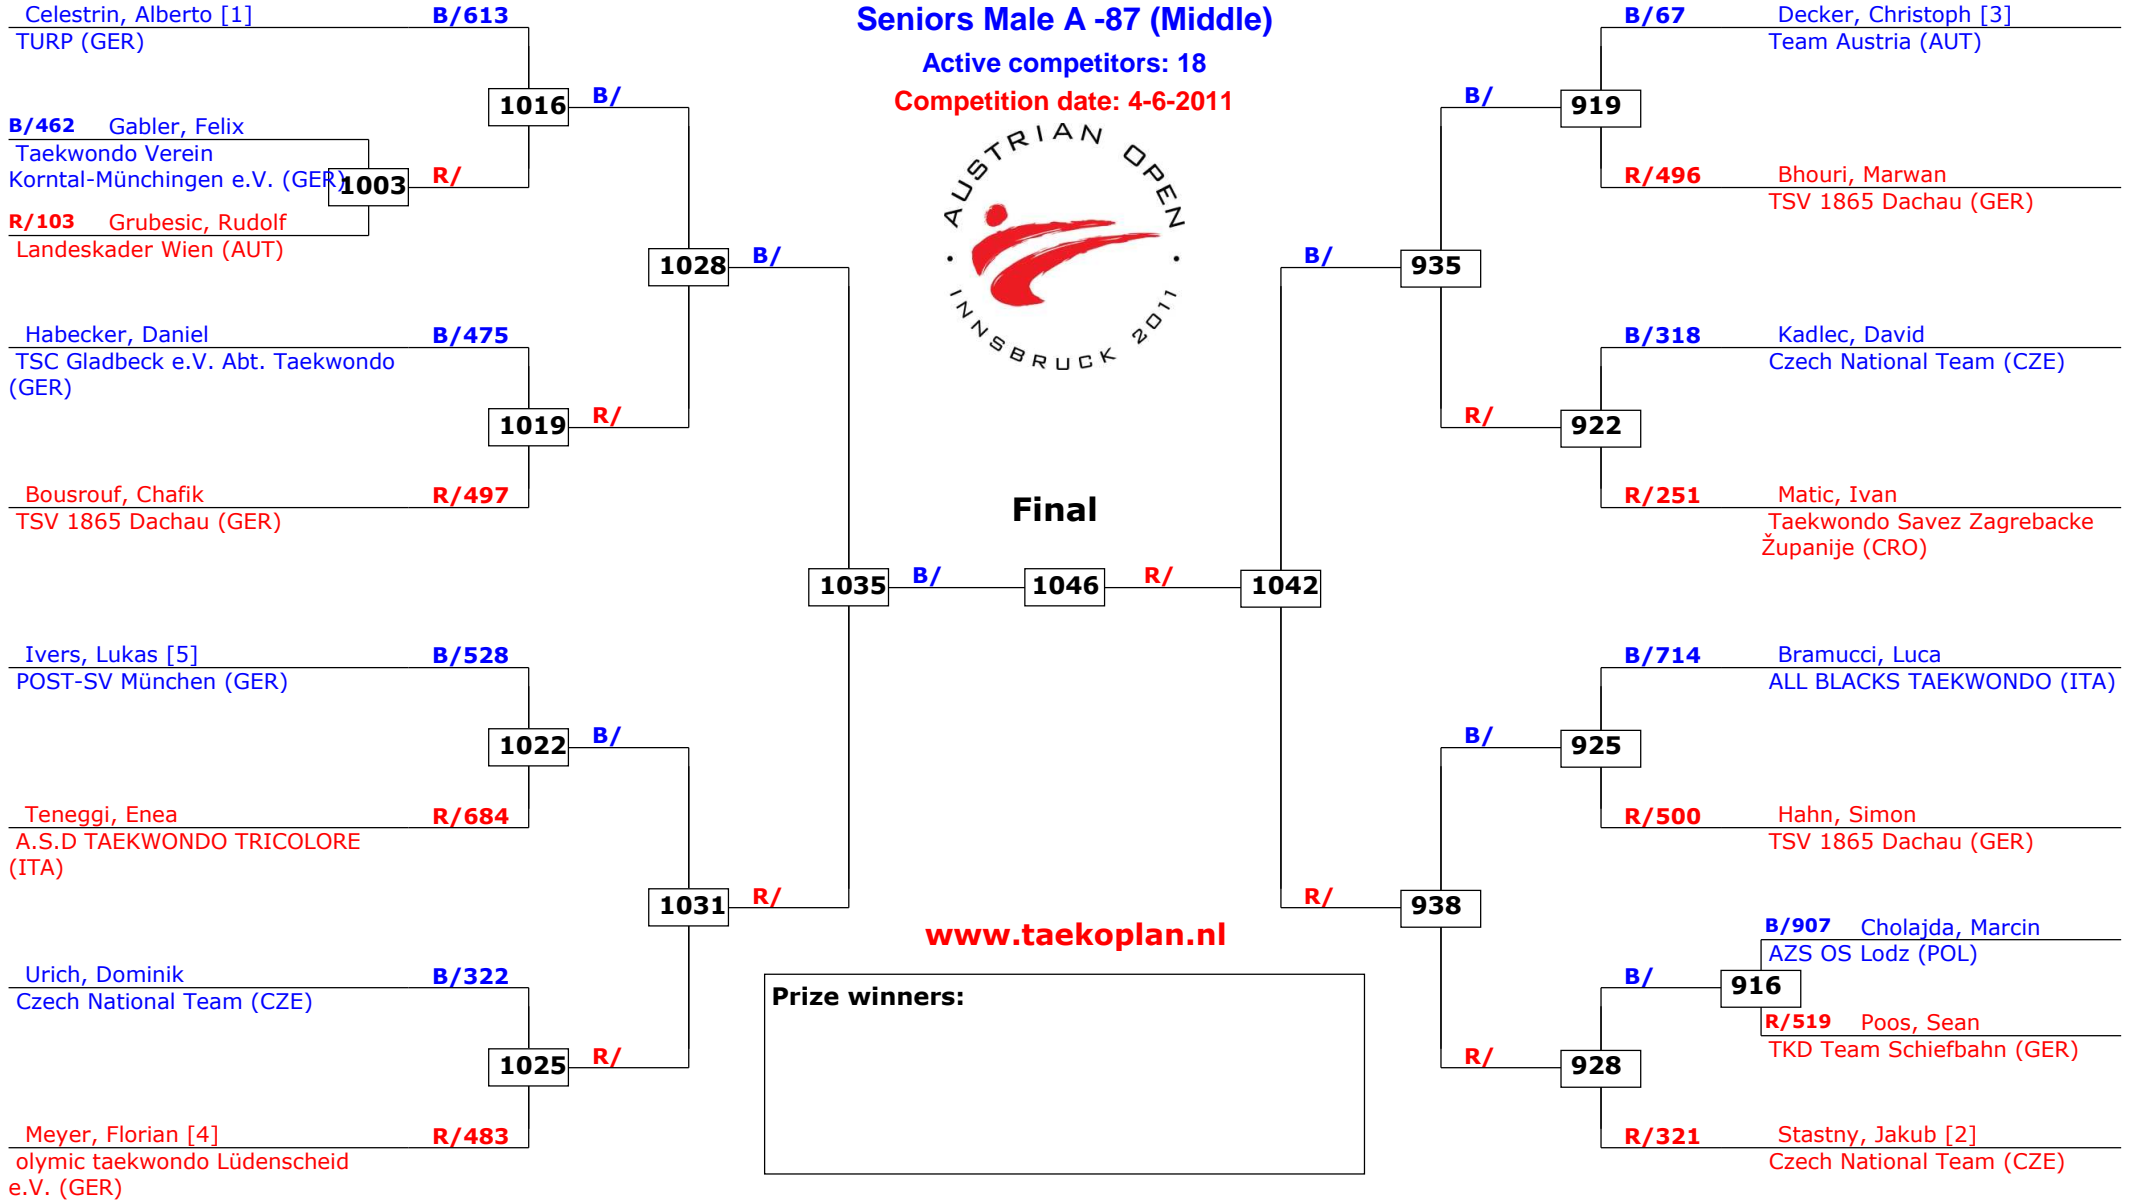 Seniors Male A -87 (Middle)
Active competitors: 18
Competition date: 4-6-2011
AUSTRIAN OPEN
· INNSBRUCK 2011 ·
Celestrin, Alberto [1] B/613
TURP (GER)
1016 B/
B/462 Gabler, Felix
Taekwondo Verein
Korntal-Münchingen e.V. (GER)
1003 R/
R/103 Grubesic, Rudolf
Landeskader Wien (AUT)
1028 B/
Habecker, Daniel B/475
TSC Gladbeck e.V. Abt. Taekwondo
(GER)
1019 R/
Bousrouf, Chafik R/497
TSV 1865 Dachau (GER)
Final
1035 B/ 1046 R/ 1042
Ivers, Lukas [5] B/528
POST-SV München (GER)
1022 B/
Teneggi, Enea R/684
A.S.D TAEKWONDO TRICOLORE
(ITA)
1031 R/
Urich, Dominik B/322
Czech National Team (CZE)
1025 R/
Meyer, Florian [4] R/483
olymic taekwondo Lüdenscheid
e.V. (GER)
B/67 Decker, Christoph [3]
Team Austria (AUT)
B/ 919
R/496 Bhouri, Marwan
TSV 1865 Dachau (GER)
B/ 935
B/318 Kadlec, David
Czech National Team (CZE)
R/ 922
R/251 Matic, Ivan
Taekwondo Savez Zagrebacke
Županije (CRO)
B/714 Bramucci, Luca
ALL BLACKS TAEKWONDO (ITA)
B/ 925
R/500 Hahn, Simon
TSV 1865 Dachau (GER)
R/ 938
B/907 Cholajda, Marcin
AZS OS Lodz (POL)
B/ 916
R/519 Poos, Sean
TKD Team Schiefbahn (GER)
R/ 928
R/321 Stastny, Jakub [2]
Czech National Team (CZE)
www.taekoplan.nl
Prize winners: